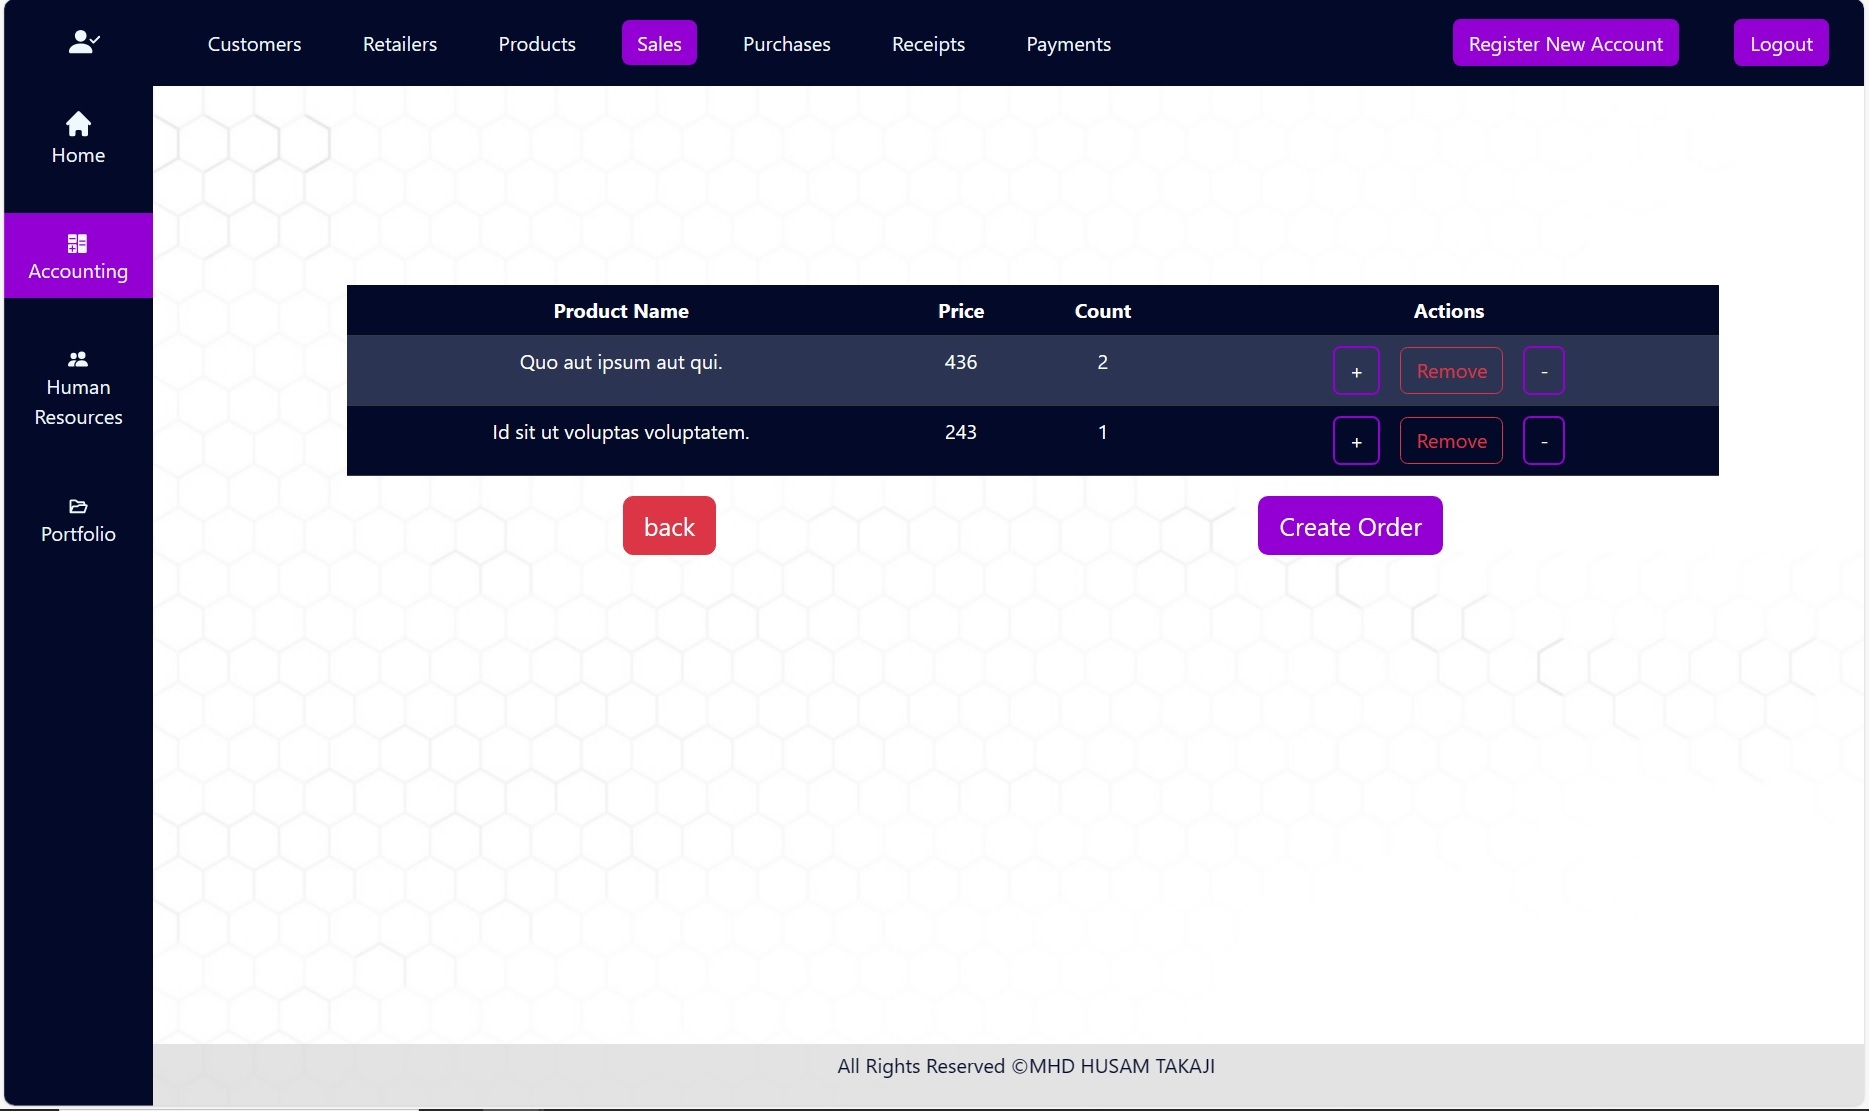 Customers Retailers Products Sales Purchases Receipts Payments Register New Account Logout
Home
Accounting
Human
Resources
Portfolio
Product Name Price Count Actions
Quo aut ipsum aut qui. 436 2 + Remove -
Id sit ut voluptas voluptatem. 243 1 + Remove -
back Create Order
All Rights Reserved ©MHD HUSAM TAKAJI